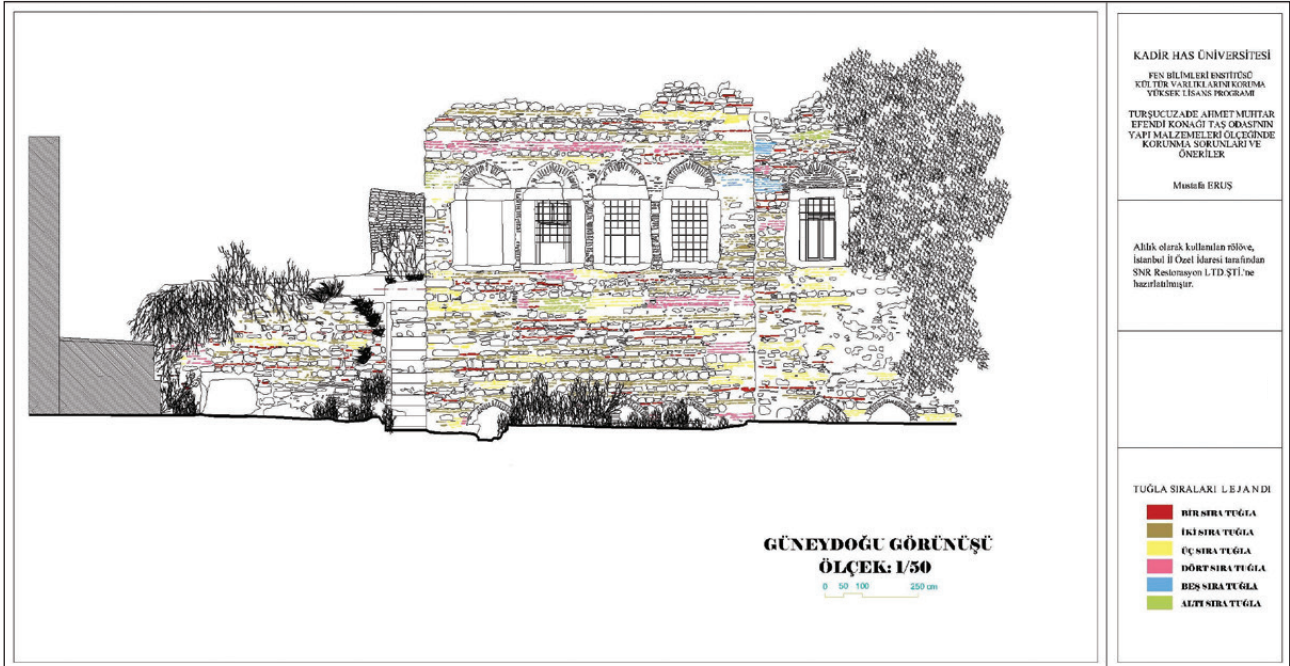 KADİR HAS ÜNİVERSİTESİ
FEN BİLİMLERİ ENSTİTÜSÜ
KÜLTÜR VARLIKLARINI KORUMA
YÜKSEK LİSANS PROGRAMI
TURŞUCUZADE AHMET MUHTAR
EFENDİ KONAĞI TAŞ ODASININ
YAPI MALZEMELERİ ÖLÇEĞİNDE
KORUNMA SORUNLARI VE
ÖNERİLER
Mustafa ERUŞ
Altlık olarak kullanılan rölöve,
İstanbul İl Özel İdaresi tarafından
SNR Restorasyon LTD.ŞTİ.'ne
hazırlatılmıştır.
TUĞLA SIRALARI LEJANDI
BİR SIRA TUĞLA
İKİ SIRA TUĞLA
ÜÇ SIRA TUĞLA
DÖRT SIRA TUĞLA
BEŞ SIRA TUĞLA
ALTI SIRA TUĞLA
GÜNEYDOĞU GÖRÜNÜŞÜ
ÖLÇEK: 1/50
0 50 100 250 cm